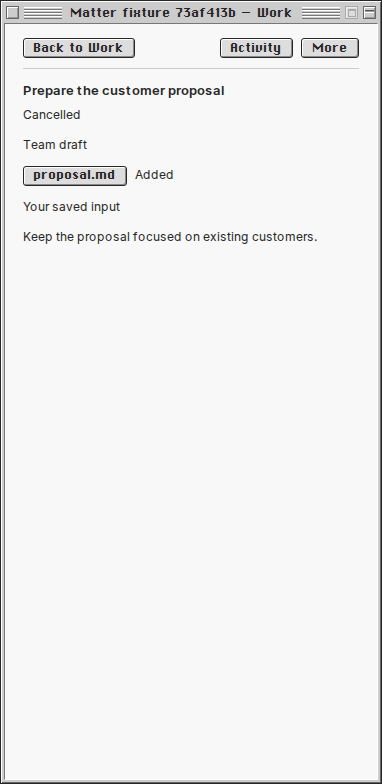 Matter fixture 73af413b — Work
Back to Work Activity More
Prepare the customer proposal
Cancelled
Team draft
proposal.md Added
Your saved input
Keep the proposal focused on existing customers.